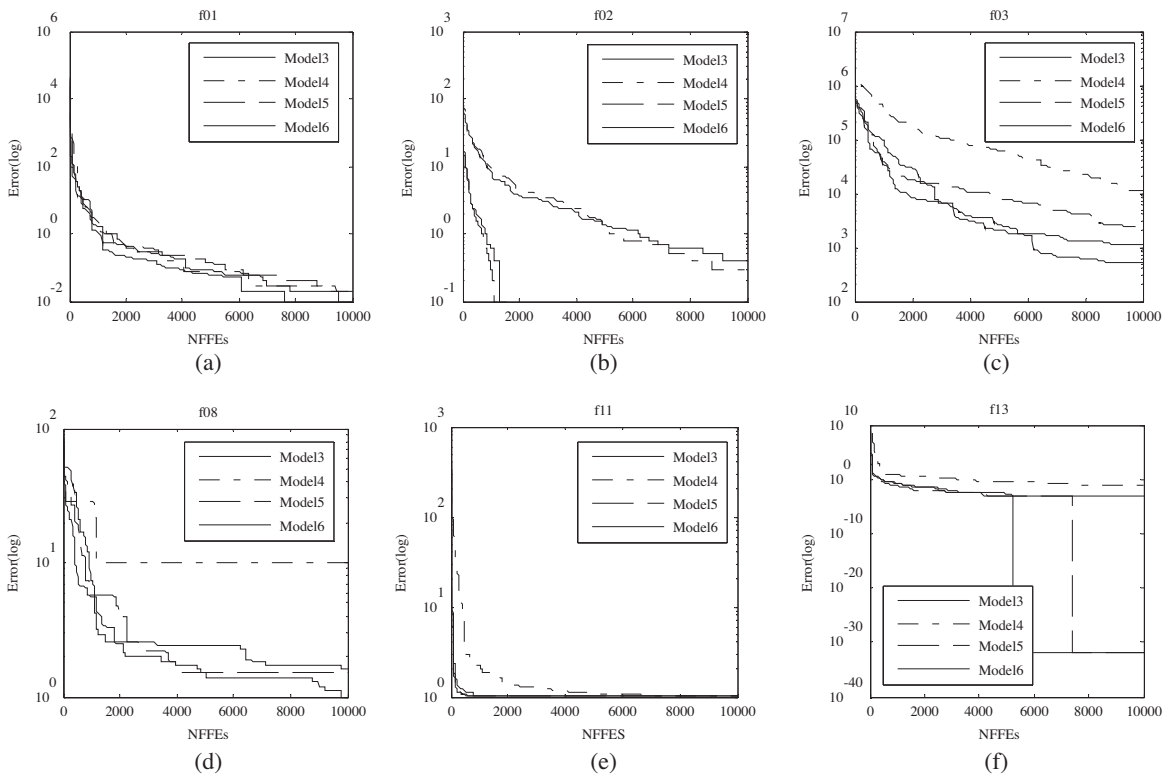 f01
10^6
10^4
10^2
10^0
10^-2
Error(log)
Model3
Model4
Model5
Model6
0 2000 4000 6000 8000 10000
NFFEs
(a)
f02
10^3
10^2
10^1
10^0
10^-1
Error(log)
Model3
Model4
Model5
Model6
0 2000 4000 6000 8000 10000
NFFEs
(b)
f03
10^7
10^6
10^5
10^4
10^3
10^2
Error(log)
Model3
Model4
Model5
Model6
0 2000 4000 6000 8000 10000
NFFEs
(c)
f08
10^2
10^1
10^0
Error(log)
Model3
Model4
Model5
Model6
0 2000 4000 6000 8000 10000
NFFEs
(d)
f11
10^3
10^2
10^1
10^0
Error(log)
Model3
Model4
Model5
Model6
0 2000 4000 6000 8000 10000
NFFES
(e)
f13
10^10
10^0
10^-10
10^-20
10^-30
10^-40
Error(log)
Model3
Model4
Model5
Model6
0 2000 4000 6000 8000 10000
NFFEs
(f)